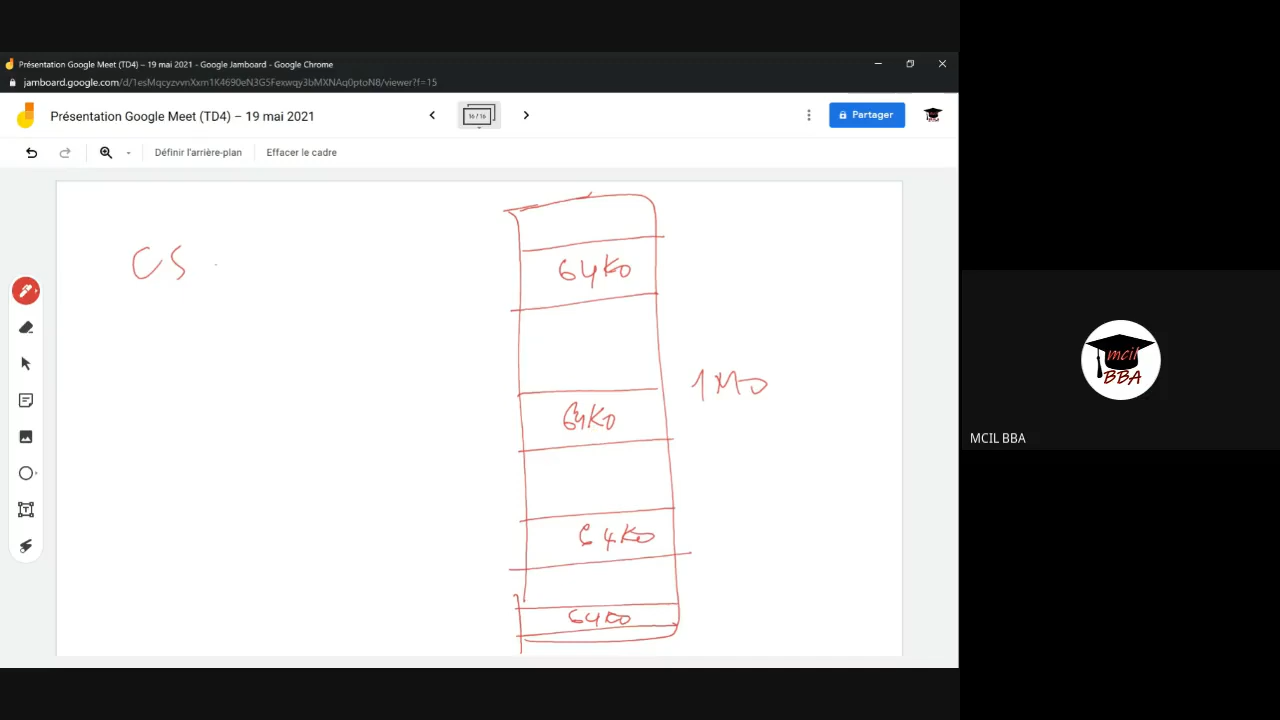 Présentation Google Meet (TD4) – 19 mai 2021 - Google Jamboard - Google Chrome
jamboard.google.com/d/1esMqcyzvvnXxm1K4690eN3G5Fexwqy3bMXNAq0ptoN8/viewer?f=15
Présentation Google Meet (TD4) – 19 mai 2021
16 / 16
Partager
Définir l'arrière-plan
Effacer le cadre
CS
64Ko
64Ko
1Mo
64Ko
64Ko
mcil
BBA
MCIL BBA